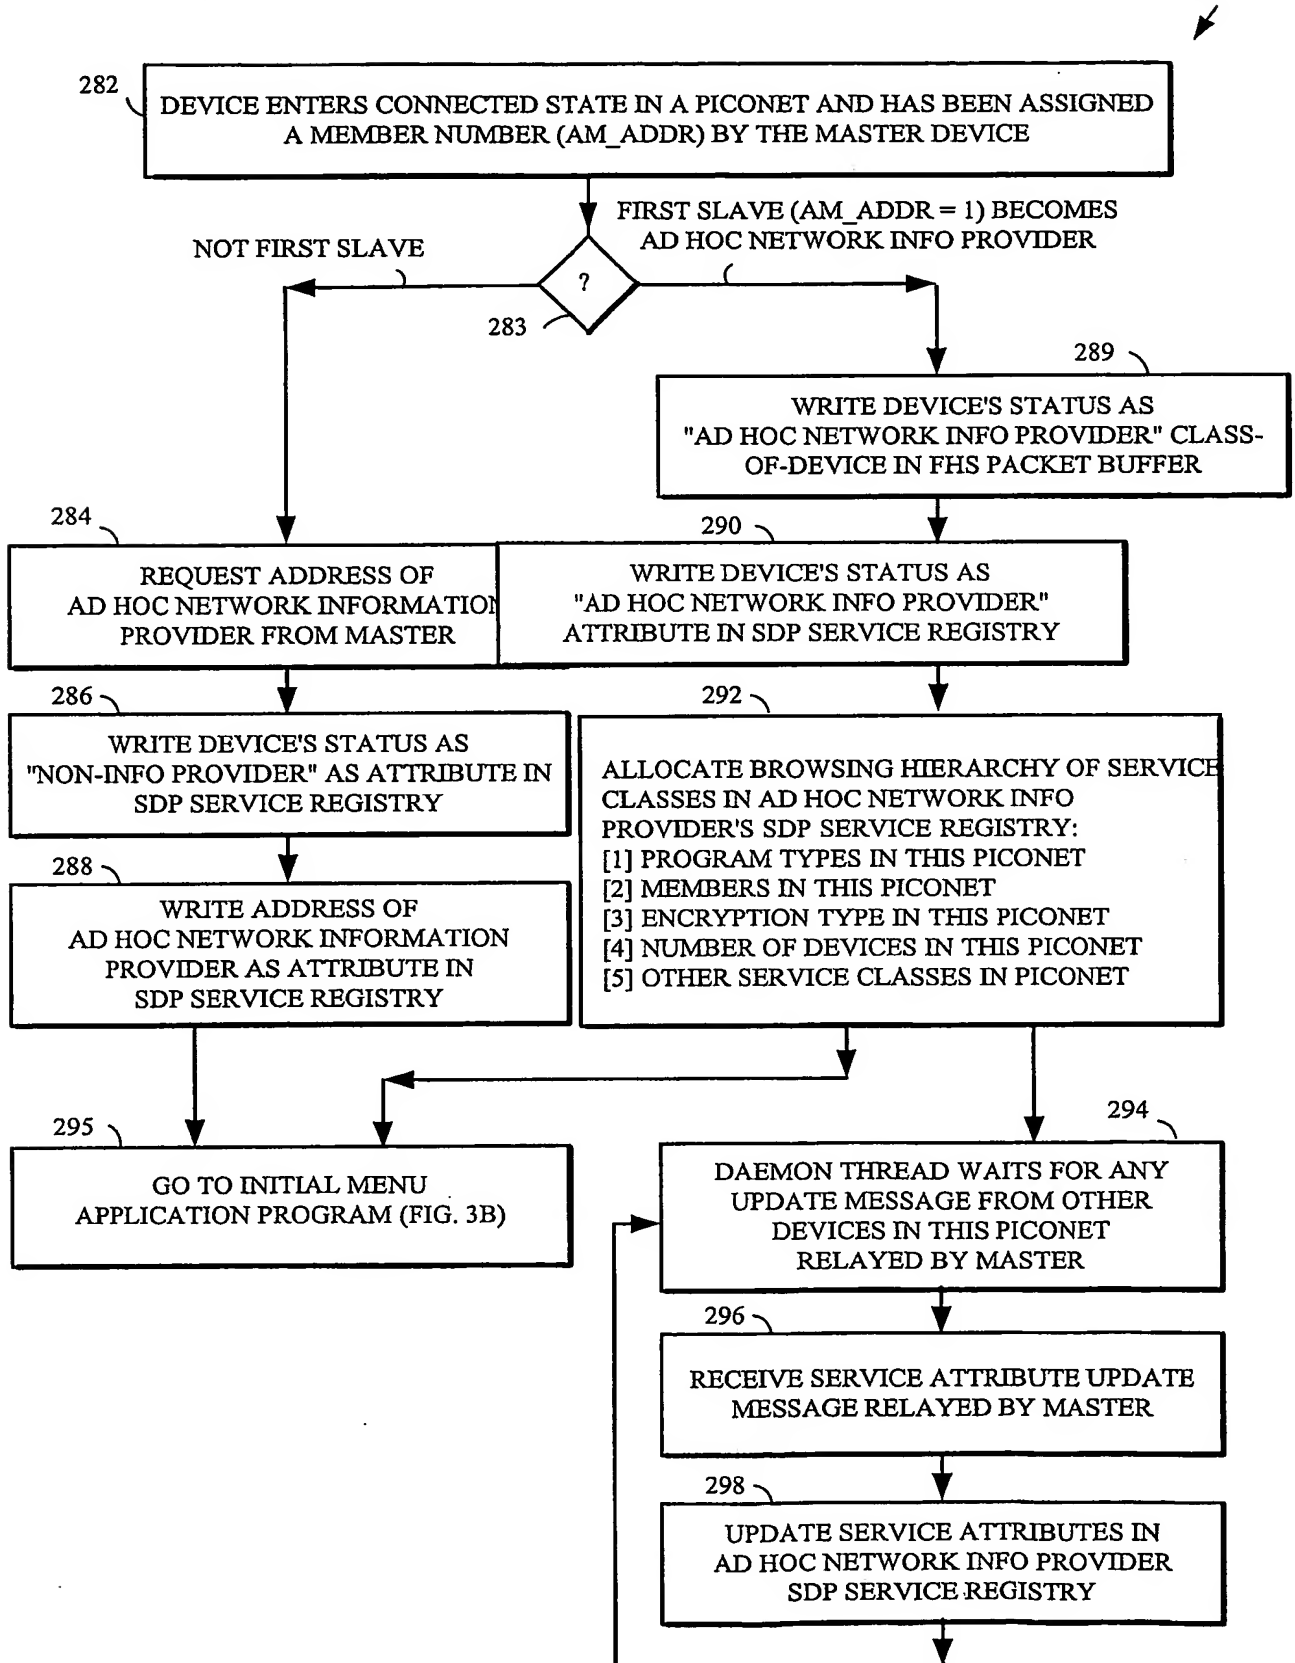 282
DEVICE ENTERS CONNECTED STATE IN A PICONET AND HAS BEEN ASSIGNED
A MEMBER NUMBER (AM_ADDR) BY THE MASTER DEVICE
FIRST SLAVE (AM_ADDR = 1) BECOMES
AD HOC NETWORK INFO PROVIDER
NOT FIRST SLAVE
?
283
289
WRITE DEVICE'S STATUS AS
"AD HOC NETWORK INFO PROVIDER" CLASS-
OF-DEVICE IN FHS PACKET BUFFER
284
REQUEST ADDRESS OF
AD HOC NETWORK INFORMATION
PROVIDER FROM MASTER
290
WRITE DEVICE'S STATUS AS
"AD HOC NETWORK INFO PROVIDER"
ATTRIBUTE IN SDP SERVICE REGISTRY
286
WRITE DEVICE'S STATUS AS
"NON-INFO PROVIDER" AS ATTRIBUTE IN
SDP SERVICE REGISTRY
292
ALLOCATE BROWSING HIERARCHY OF SERVICE
CLASSES IN AD HOC NETWORK INFO
PROVIDER'S SDP SERVICE REGISTRY:
[1] PROGRAM TYPES IN THIS PICONET
[2] MEMBERS IN THIS PICONET
[3] ENCRYPTION TYPE IN THIS PICONET
[4] NUMBER OF DEVICES IN THIS PICONET
[5] OTHER SERVICE CLASSES IN PICONET
288
WRITE ADDRESS OF
AD HOC NETWORK INFORMATION
PROVIDER AS ATTRIBUTE IN
SDP SERVICE REGISTRY
295
GO TO INITIAL MENU
APPLICATION PROGRAM (FIG. 3B)
294
DAEMON THREAD WAITS FOR ANY
UPDATE MESSAGE FROM OTHER
DEVICES IN THIS PICONET
RELAYED BY MASTER
296
RECEIVE SERVICE ATTRIBUTE UPDATE
MESSAGE RELAYED BY MASTER
298
UPDATE SERVICE ATTRIBUTES IN
AD HOC NETWORK INFO PROVIDER
SDP SERVICE REGISTRY